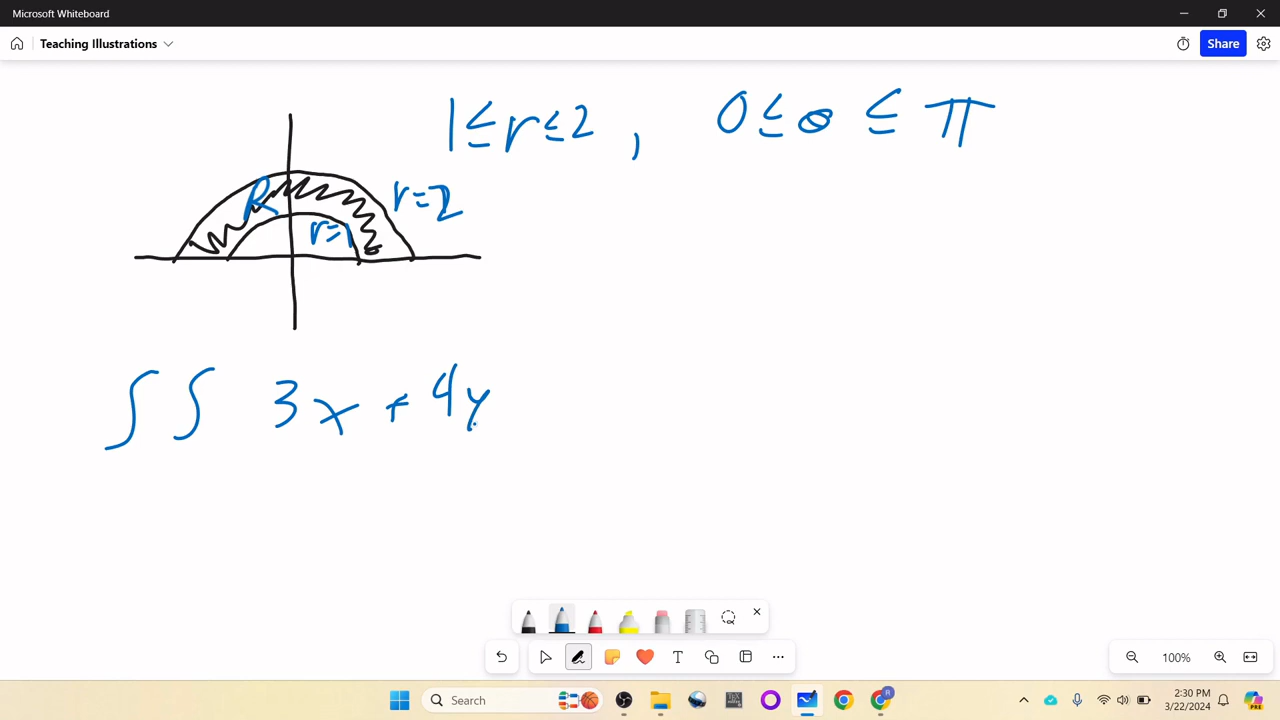 Microsoft Whiteboard
Teaching Illustrations
Share
1 ≤ r ≤ 2 , 0 ≤ θ ≤ π
R
r=2
r=1
∫ ∫ 3x + 4y
100%
Search
2:30 PM
3/22/2024